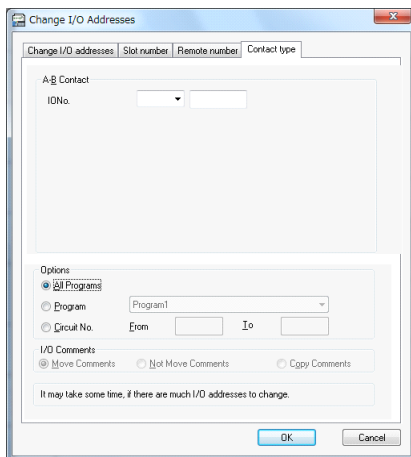 Change I/O Addresses
Change I/O addresses Slot number Remote number Contact type
A-B Contact
IONo.
Options
All Programs
Program Program1
Circuit No. From To
I/O Comments
Move Comments Not Move Comments Copy Comments
It may take some time, if there are much I/O addresses to change.
OK Cancel